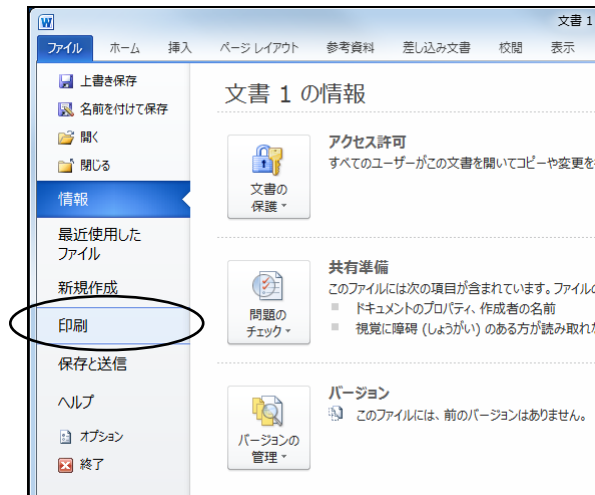 文書 1
ファイル ホーム 挿入 ページ レイアウト 参考資料 差し込み文書 校閲 表示
上書き保存
名前を付けて保存
開く
閉じる
情報
最近使用した
ファイル
新規作成
印刷
保存と送信
ヘルプ
オプション
終了
文書 1 の情報
文書の
保護
アクセス許可
すべてのユーザーがこの文書を開いてコピーや変更を
問題の
チェック
共有準備
このファイルには次の項目が含まれています。ファイルの
ドキュメントのプロパティ、作成者の名前
視覚に障碍 (しょうがい) のある方が読み取れ
バージョンの
管理
バージョン
このファイルには、前のバージョンはありません。